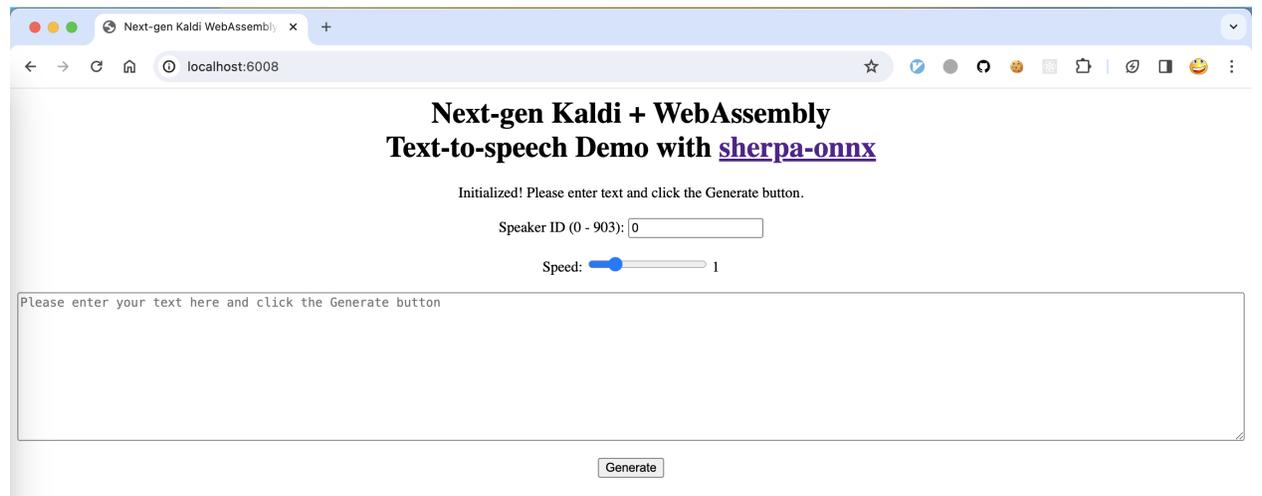 Next-gen Kaldi WebAssembly
localhost:6008
Next-gen Kaldi + WebAssembly
Text-to-speech Demo with sherpa-onnx
Initialized! Please enter text and click the Generate button.
Speaker ID (0 - 903): 0
Speed: 1
Please enter your text here and click the Generate button
Generate